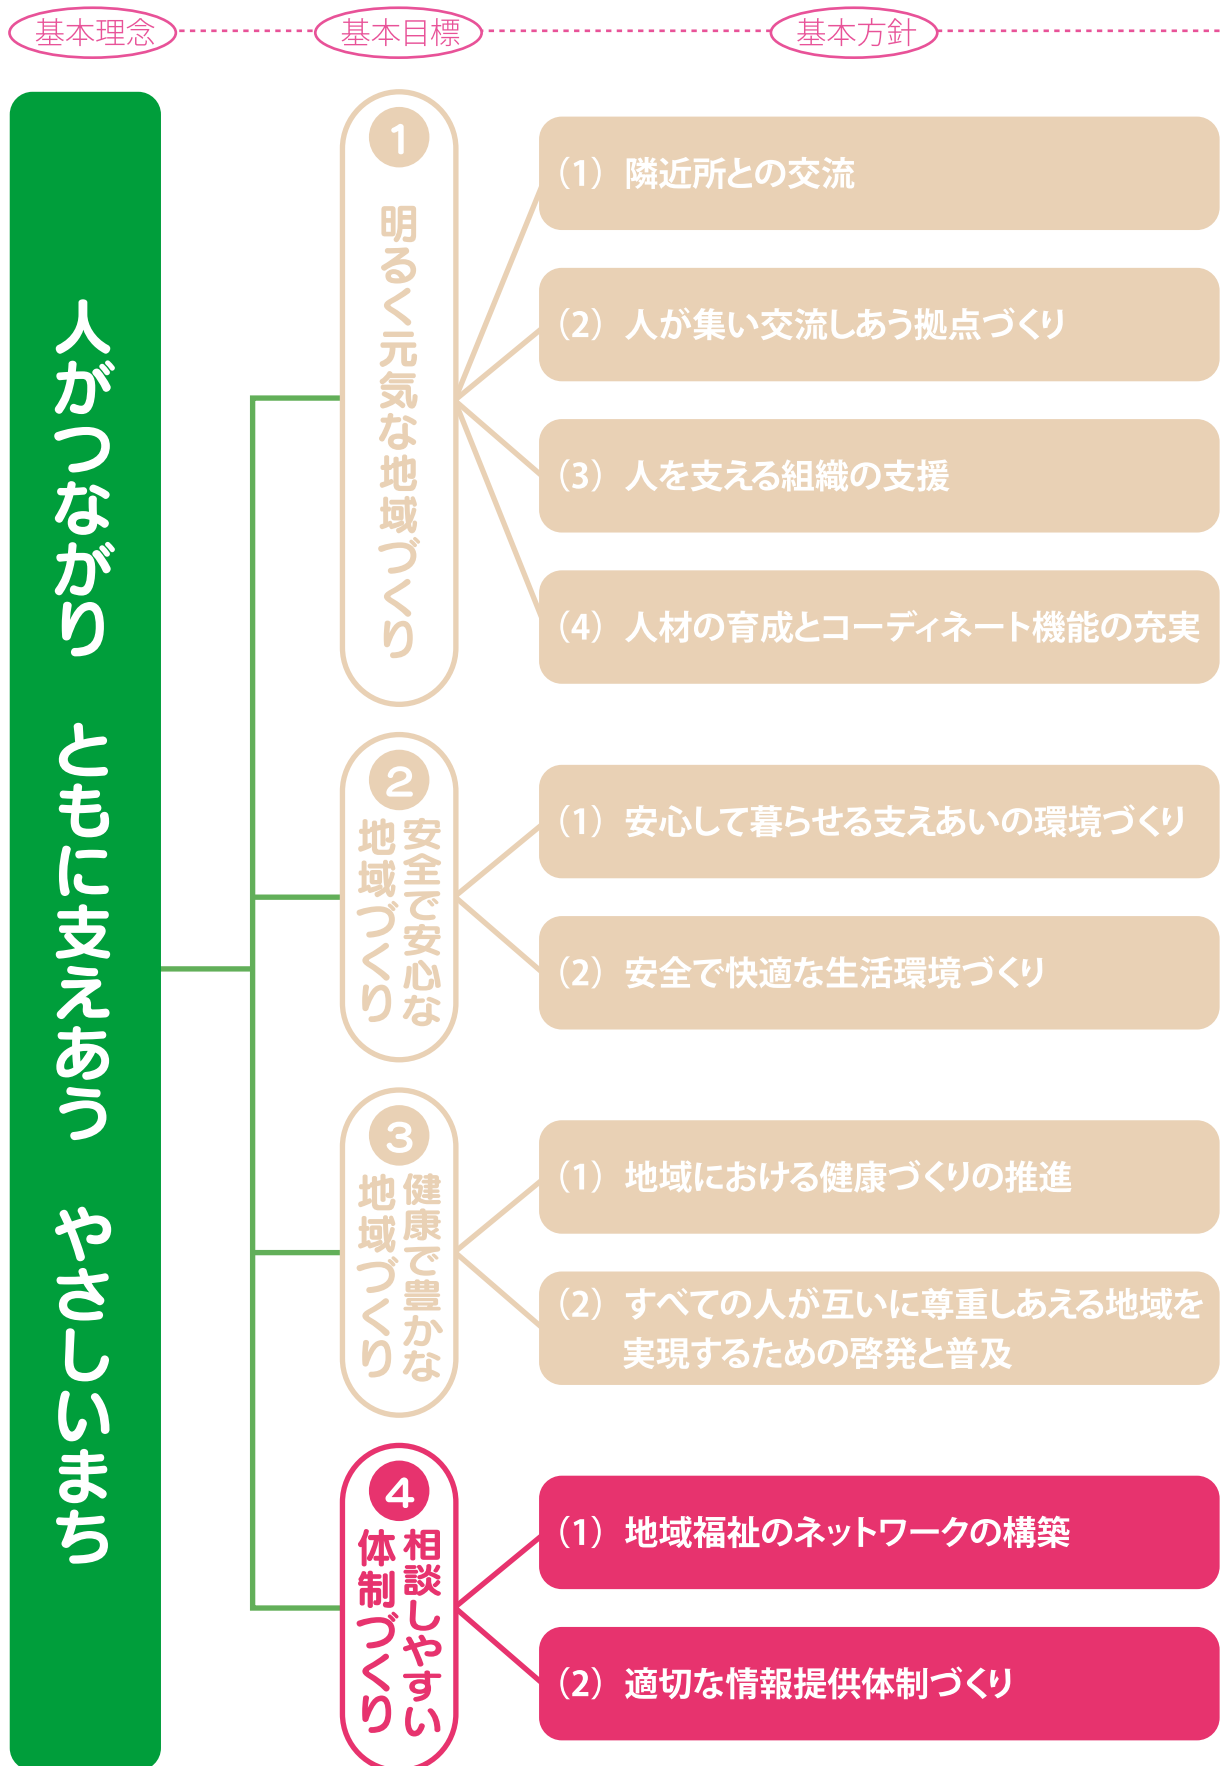 基本理念
基本目標
基本方針
人がつながり　ともに支えあう　やさしいまち
1
明るく元気な地域づくり
（1）隣近所との交流
（2）人が集い交流しあう拠点づくり
（3）人を支える組織の支援
（4）人材の育成とコーディネート機能の充実
2
安全で安心な
地域づくり
（1）安心して暮らせる支えあいの環境づくり
（2）安全で快適な生活環境づくり
3
健康で豊かな
地域づくり
（1）地域における健康づくりの推進
（2）すべての人が互いに尊重しあえる地域を
実現するための啓発と普及
4
相談しやすい
体制づくり
（1）地域福祉のネットワークの構築
（2）適切な情報提供体制づくり